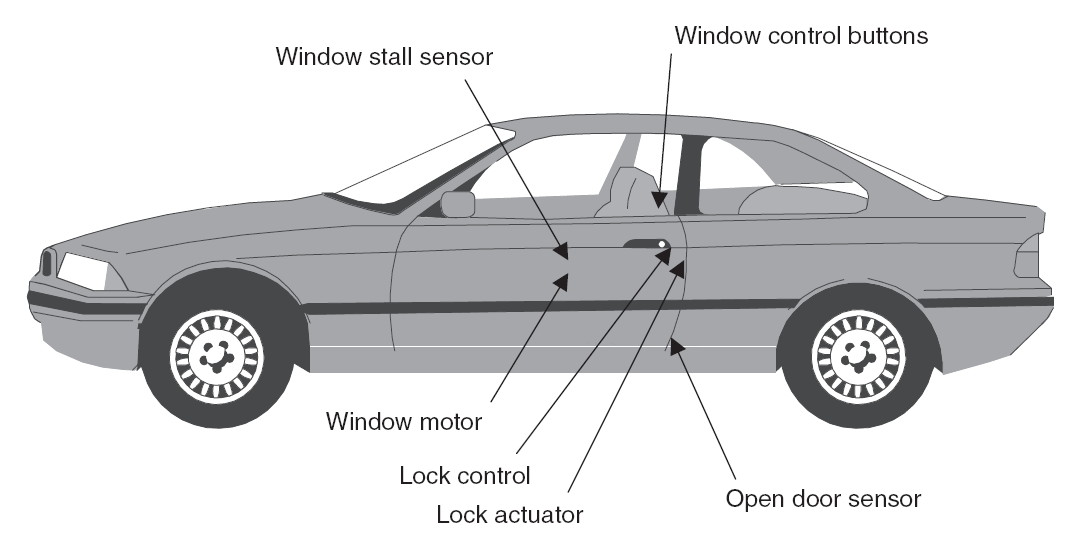 Window control buttons
Window stall sensor
Window motor
Lock control
Lock actuator
Open door sensor